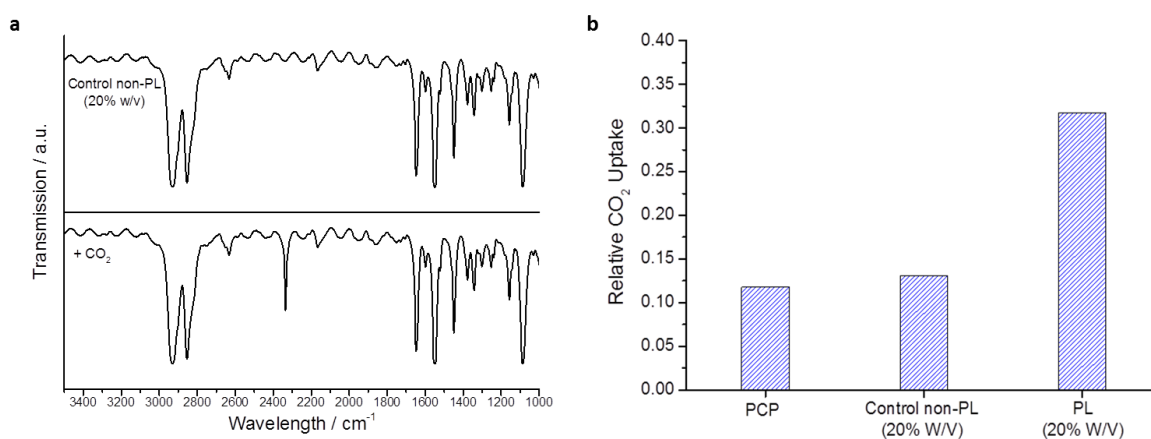 a
Transmission / a.u.
Control non-PL
(20% w/v)
+ CO₂
3400 3200 3000 2800 2600 2400 2200 2000 1800 1600 1400 1200 1000
Wavelength / cm⁻¹
b
Relative CO₂ Uptake
0.40
0.35
0.30
0.25
0.20
0.15
0.10
0.05
0.00
PCP
Control non-PL
(20% W/V)
PL
(20% W/V)